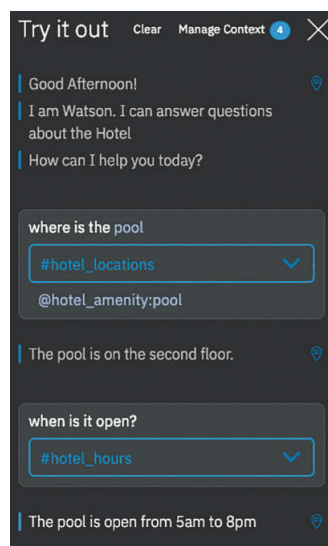 Try it out Clear Manage Context 4
Good Afternoon!
I am Watson. I can answer questions
about the Hotel
How can I help you today?
where is the pool
#hotel_locations
@hotel_amenity:pool
The pool is on the second floor.
when is it open?
#hotel_hours
The pool is open from 5am to 8pm